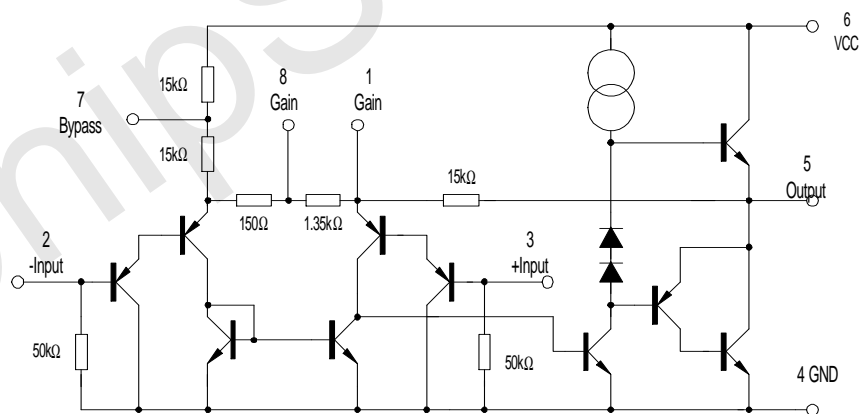 6
VCC
8
Gain
1
Gain
15kΩ
7
Bypass
15kΩ
15kΩ
5
Output
150Ω
1.35kΩ
2
-Input
3
+Input
50kΩ
50kΩ
4 GND